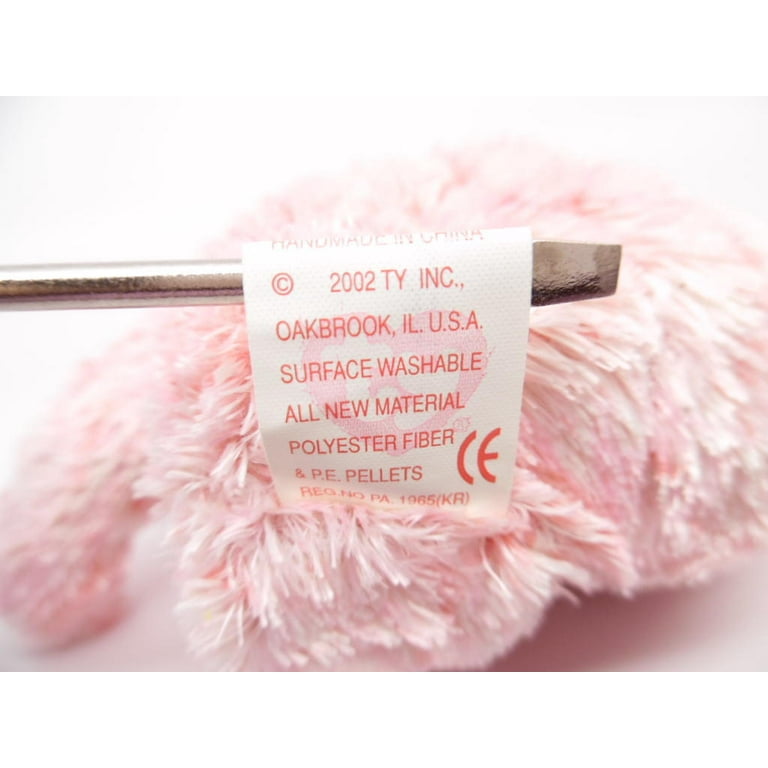 HANDMADE IN CHINA
© 2002 TY INC.,
OAKBROOK, IL. U.S.A.
SURFACE WASHABLE
ALL NEW MATERIAL
POLYESTER FIBER
& P.E. PELLETS
CE
REG.NO PA. 1965(KR)
®